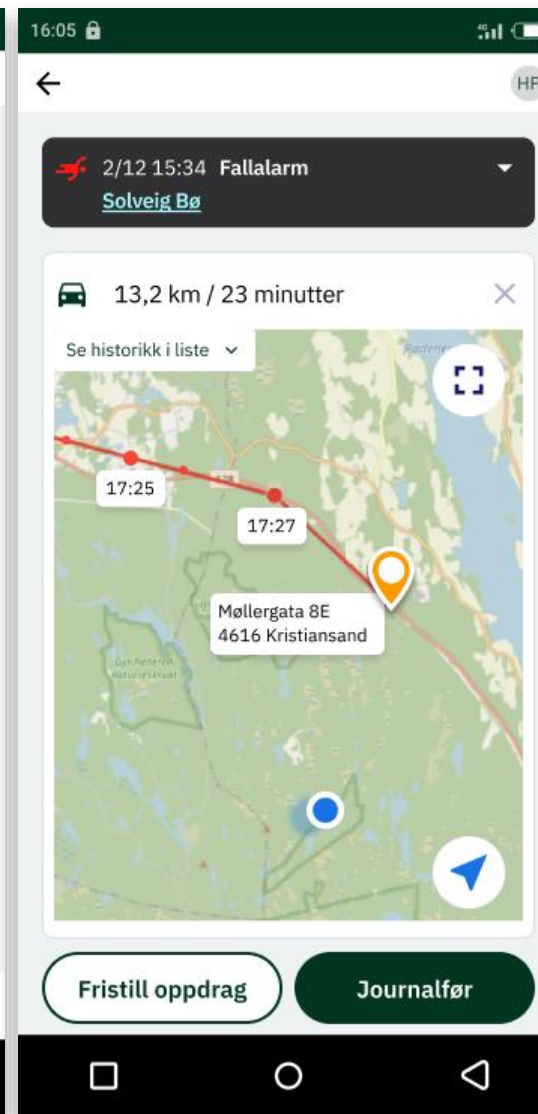 16:05
HP
2/12 15:34 Fallalarm
Solveig Bø
13,2 km / 23 minutter
Se historikk i liste
17:25
17:27
Møllergata 8E
4616 Kristiansand
Fristill oppdrag
Journalfør